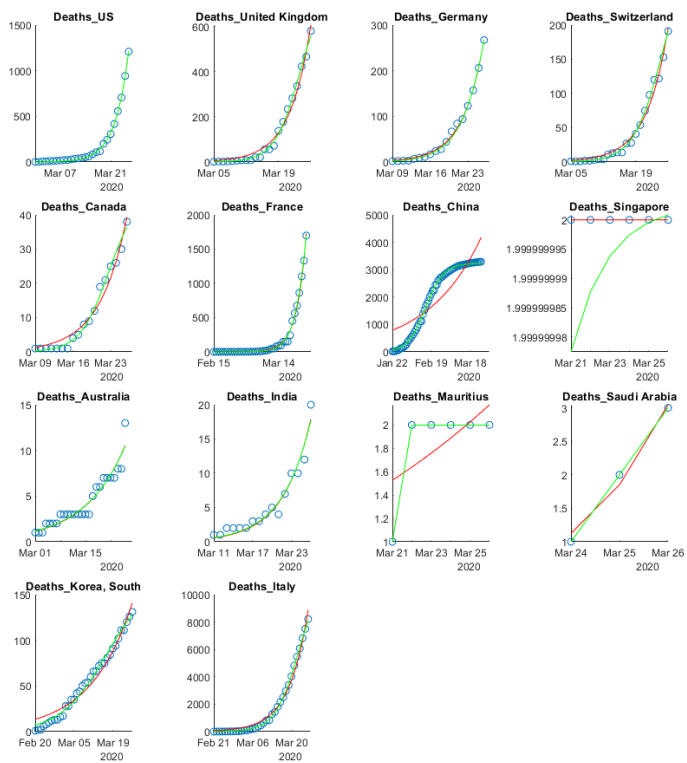 Deaths_US
1500
1000
500
0
Mar 07 Mar 21
2020
Deaths_United Kingdom
600
400
200
0
Mar 05 Mar 19
2020
Deaths_Germany
300
200
100
0
Mar 09 Mar 16 Mar 23
2020
Deaths_Switzerland
200
150
100
50
0
Mar 05 Mar 19
2020
Deaths_Canada
40
30
20
10
0
Mar 09 Mar 16 Mar 23
2020
Deaths_France
2000
1500
1000
500
0
Feb 15 Mar 14
2020
Deaths_China
5000
4000
3000
2000
1000
0
Jan 22 Feb 19 Mar 18
2020
Deaths_Singapore
2
1.999999995
1.99999999
1.999999985
1.99999998
Mar 21 Mar 23 Mar 25
2020
Deaths_Australia
15
10
5
0
Mar 01 Mar 15
2020
Deaths_India
20
15
10
5
0
Mar 11 Mar 17 Mar 23
2020
Deaths_Mauritius
2
1.8
1.6
1.4
1.2
1
Mar 21 Mar 23 Mar 25
2020
Deaths_Saudi Arabia
3
2
1
Mar 24 Mar 25 Mar 26
2020
Deaths_Korea, South
150
100
50
0
Feb 20 Mar 05 Mar 19
2020
Deaths_Italy
10000
8000
6000
4000
2000
0
Feb 21 Mar 06 Mar 20
2020